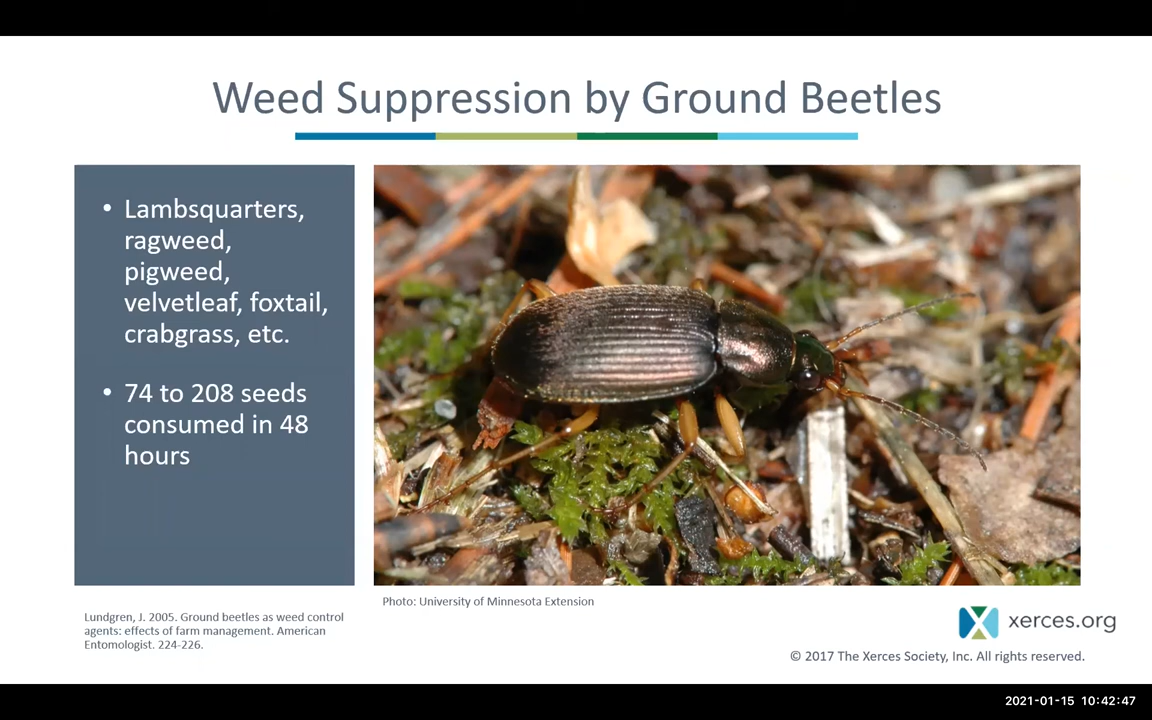 Weed Suppression by Ground Beetles
• Lambsquarters,
ragweed,
pigweed,
velvetleaf, foxtail,
crabgrass, etc.
• 74 to 208 seeds
consumed in 48
hours
Photo: University of Minnesota Extension
Lundgren, J. 2005. Ground beetles as weed control
agents: effects of farm management. American
Entomologist. 224-226.
xerces.org
© 2017 The Xerces Society, Inc. All rights reserved.
2021-01-15 10:42:47